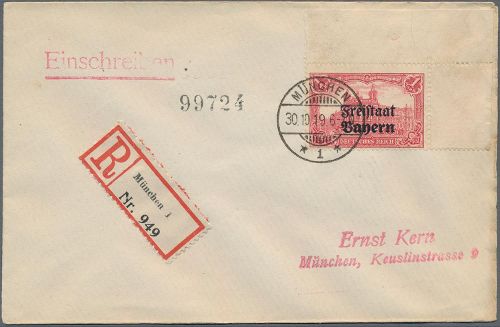 Einschreiben
99724
MÜNCHEN
30.10.19.6
* 1 *
Freistaat
Bayern
DEUTSCHES REICH
R
München 1
Nr. 949
Ernst Kern
München, Keuslinstrasse 9